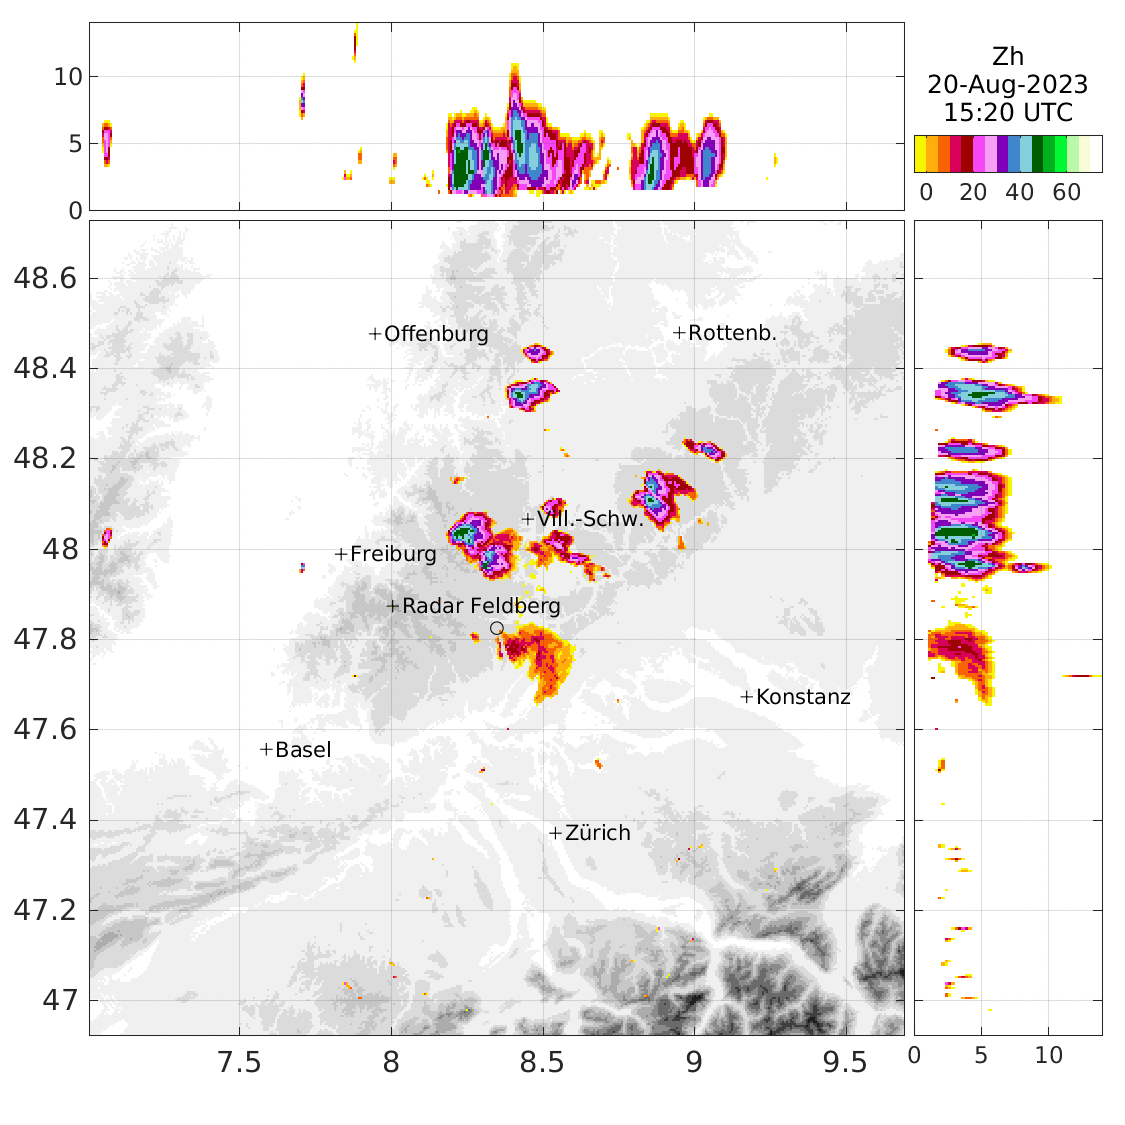 10
5
0
Zh
20-Aug-2023
15:20 UTC
0 20 40 60
48.6
48.4
48.2
48
47.8
47.6
47.4
47.2
47
+Offenburg
+Rottenb.
+Vill.-Schw.
+Freiburg
+Radar Feldberg
+Konstanz
+Basel
+Zürich
7.5 8 8.5 9 9.5
0 5 10